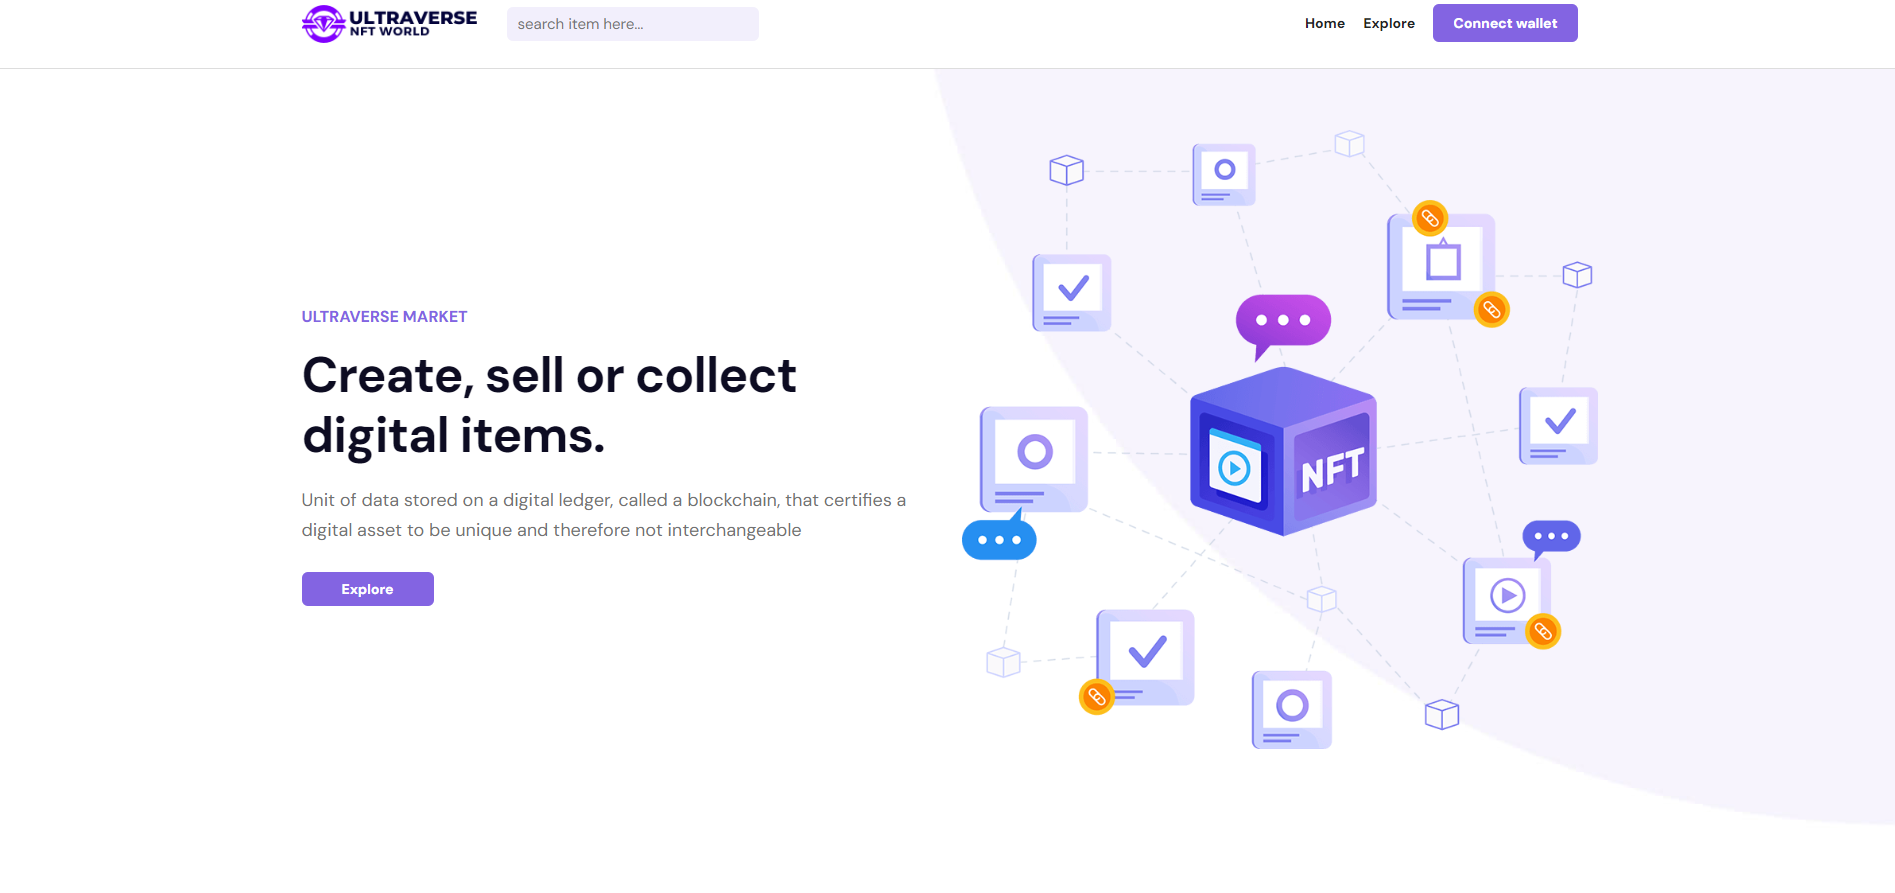 ULTRAVERSE
NFT WORLD
search item here...
Home
Explore
Connect wallet
ULTRAVERSE MARKET
Create, sell or collect
digital items.
Unit of data stored on a digital ledger, called a blockchain, that certifies a
digital asset to be unique and therefore not interchangeable
Explore
NFT